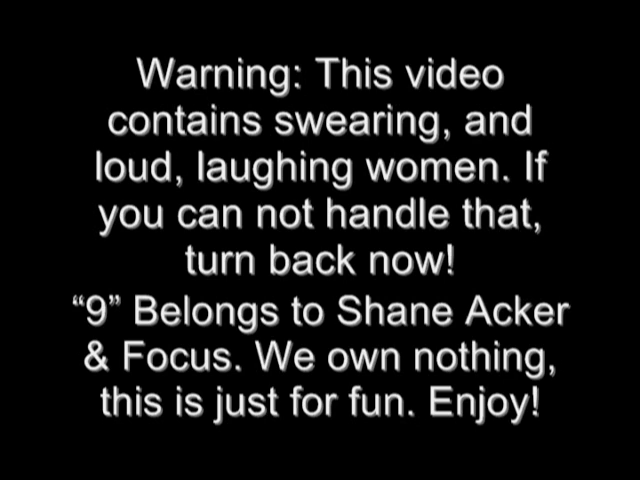 Warning: This video
contains swearing, and
loud, laughing women. If
you can not handle that,
turn back now!
“9” Belongs to Shane Acker
& Focus. We own nothing,
this is just for fun. Enjoy!